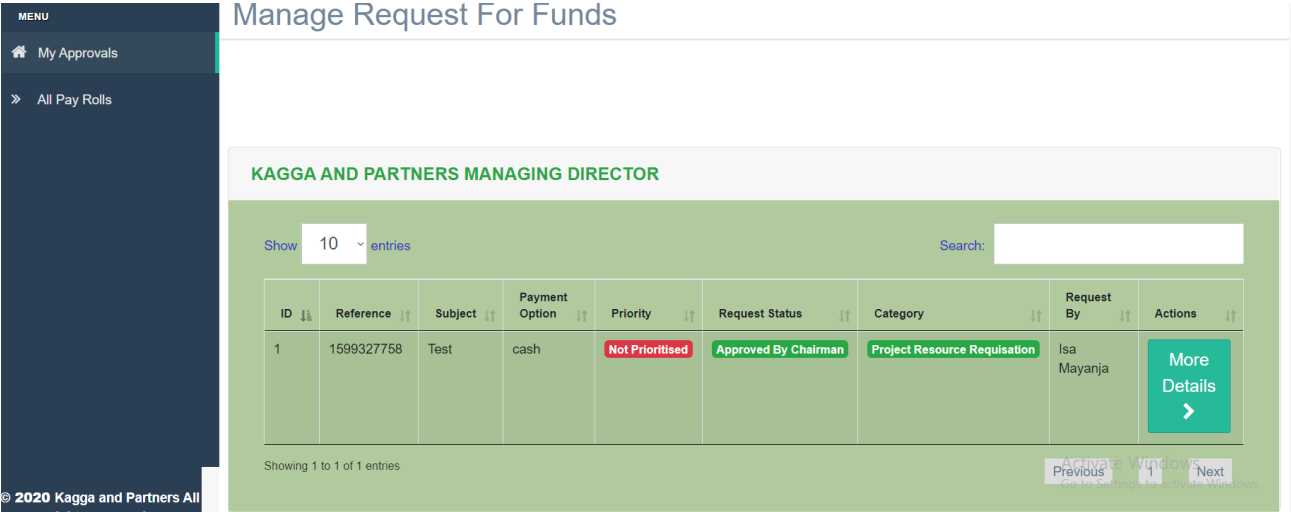 MENU
Manage Request For Funds
My Approvals
All Pay Rolls
KAGGA AND PARTNERS MANAGING DIRECTOR
Show 10 entries Search:
ID Reference Subject Payment Option Priority Request Status Category Request By Actions
1 1599327758 Test cash Not Prioritised Approved By Chairman Project Resource Requisation Isa Mayanja More Details
Showing 1 to 1 of 1 entries
Previous 1 Next
Activate Windows
Go to Settings to activate Windows.
© 2020 Kagga and Partners All